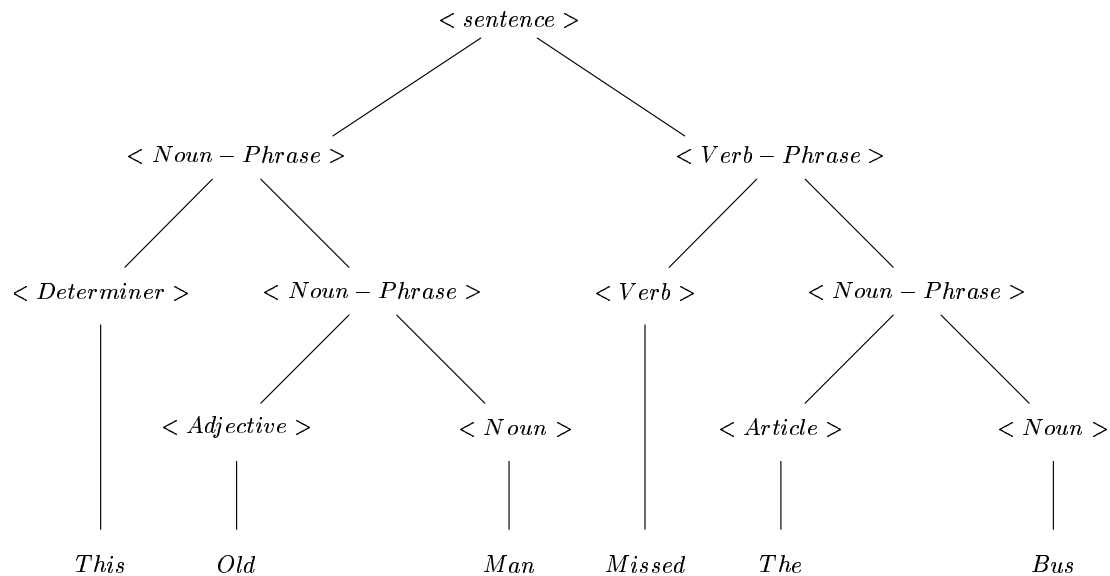 < sentence >
< Noun – Phrase > < Verb – Phrase >
< Determiner > < Noun – Phrase > < Verb > < Noun – Phrase >
< Adjective > < Noun > < Article > < Noun >
This Old Man Missed The Bus